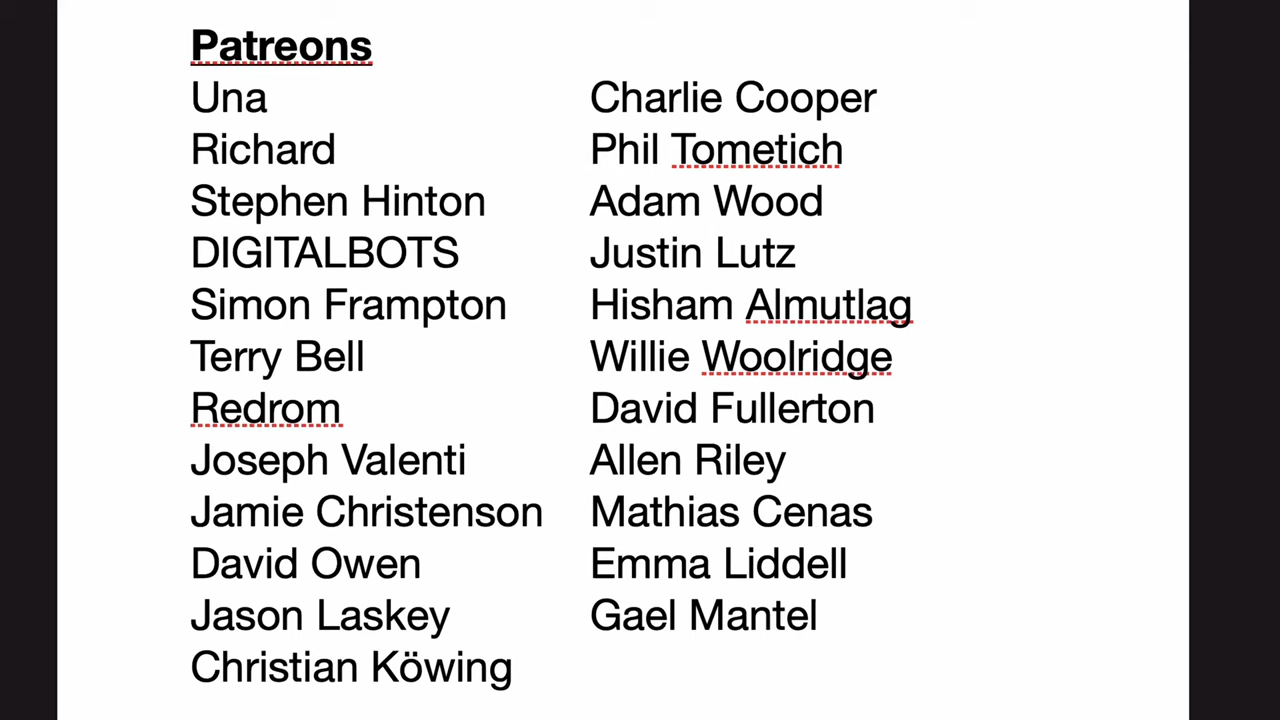 Patreons
Una
Richard
Stephen Hinton
DIGITALBOTS
Simon Frampton
Terry Bell
Redrom
Joseph Valenti
Jamie Christenson
David Owen
Jason Laskey
Christian Köwing
Charlie Cooper
Phil Tometich
Adam Wood
Justin Lutz
Hisham Almutlag
Willie Woolridge
David Fullerton
Allen Riley
Mathias Cenas
Emma Liddell
Gael Mantel